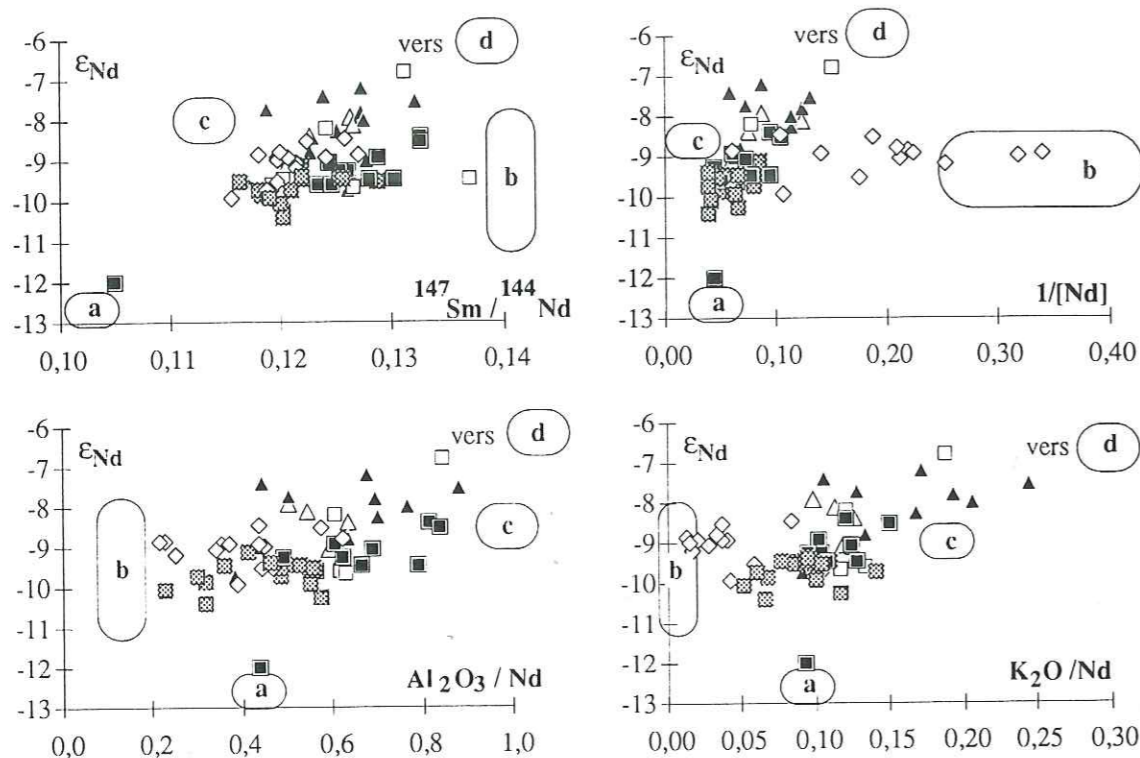 -6
-7
-8
-9
-10
-11
-12
-13
εNd
vers d
c
b
a
147Sm / 144Nd
0,10
0,11
0,12
0,13
0,14
-6
-7
-8
-9
-10
-11
-12
-13
εNd
vers d
c
b
a
1/[Nd]
0,00
0,10
0,20
0,30
0,40
-6
-7
-8
-9
-10
-11
-12
-13
εNd
vers d
c
b
a
Al2O3 / Nd
0,0
0,2
0,4
0,6
0,8
1,0
-6
-7
-8
-9
-10
-11
-12
-13
εNd
vers d
c
b
a
K2O /Nd
0,00
0,05
0,10
0,15
0,20
0,25
0,30